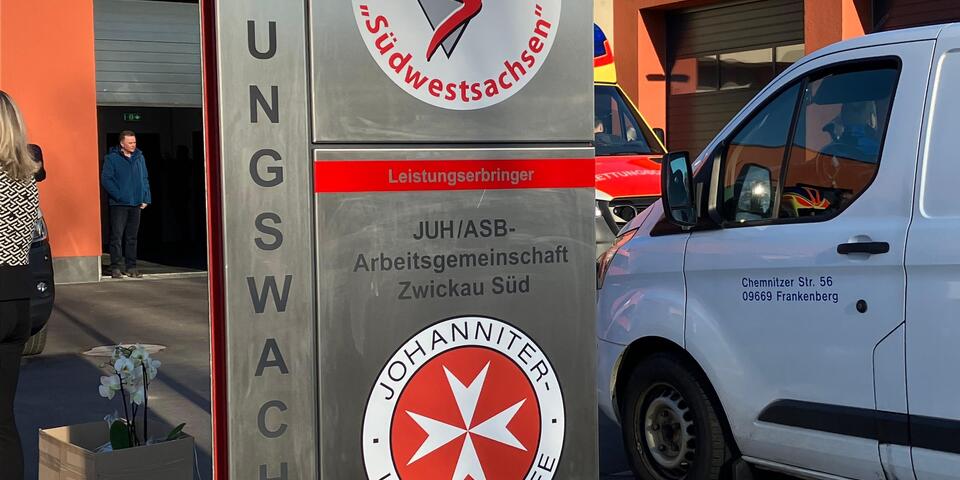 UNGSWACH
„Südwestsachsen"
Leistungserbringer
JUH/ASB-
Arbeitsgemeinschaft
Zwickau Süd
JOHANNITER-
Chemnitzer Str. 56
09669 Frankenberg